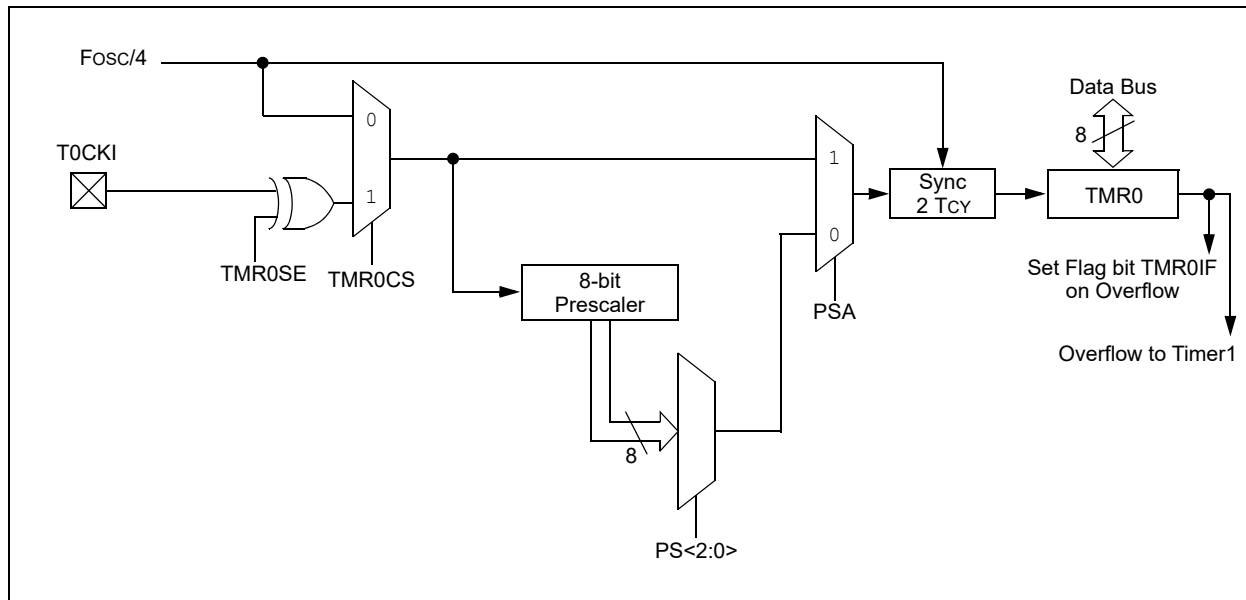 FOSC/4
Data Bus
8
T0CKI
0
1
1
0
Sync
2 TCY
TMR0
TMR0SE
TMR0CS
8-bit
Prescaler
PSA
Set Flag bit TMR0IF
on Overflow
Overflow to Timer1
8
PS<2:0>